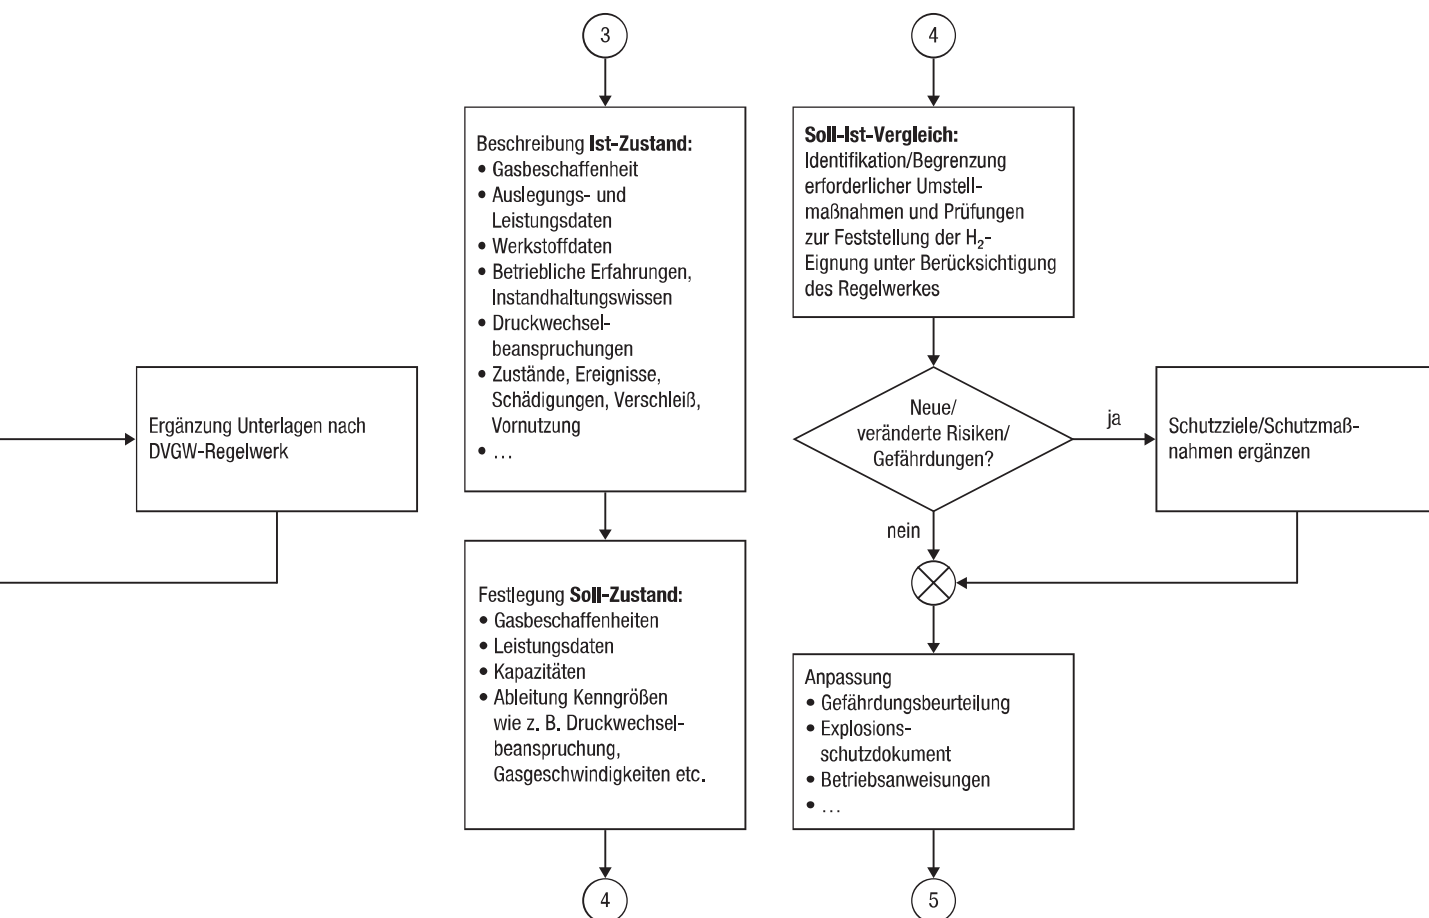 Ergänzung Unterlagen nach
DVGW-Regelwerk
3
Beschreibung Ist-Zustand:
• Gasbeschaffenheit
• Auslegungs- und
Leistungsdaten
• Werkstoffdaten
• Betriebliche Erfahrungen,
Instandhaltungswissen
• Druckwechsel-
beanspruchungen
• Zustände, Ereignisse,
Schädigungen, Verschleiß,
Vornutzung
• …
Festlegung Soll-Zustand:
• Gasbeschaffenheiten
• Leistungsdaten
• Kapazitäten
• Ableitung Kenngrößen
wie z. B. Druckwechsel-
beanspruchung,
Gasgeschwindigkeiten etc.
4
4
Soll-Ist-Vergleich:
Identifikation/Begrenzung
erforderlicher Umstell-
maßnahmen und Prüfungen
zur Feststellung der H₂-
Eignung unter Berücksichtigung
des Regelwerkes
Neue/
veränderte Risiken/
Gefährdungen?
ja
Schutzziele/Schutzmaß-
nahmen ergänzen
nein
Anpassung
• Gefährdungsbeurteilung
• Explosions-
schutzdokument
• Betriebsanweisungen
• …
5